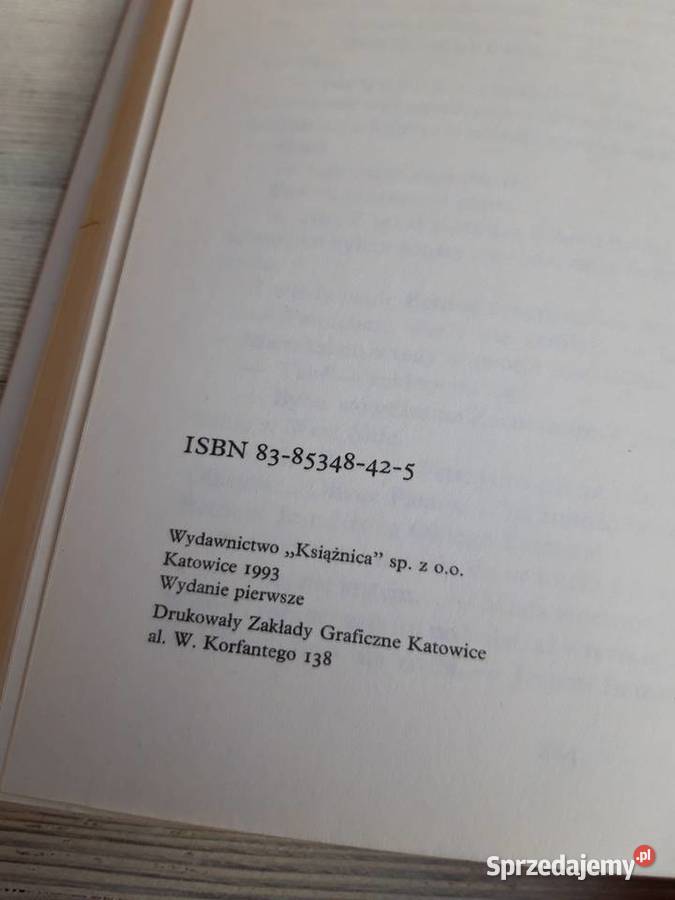 ISBN 83-85348-42-5
Wydawnictwo „Książnica" sp. z o.o.
Katowice 1993
Wydanie pierwsze
Drukowały Zakłady Graficzne Katowice
al. W. Korfantego 138
Sprzedajemy.pl